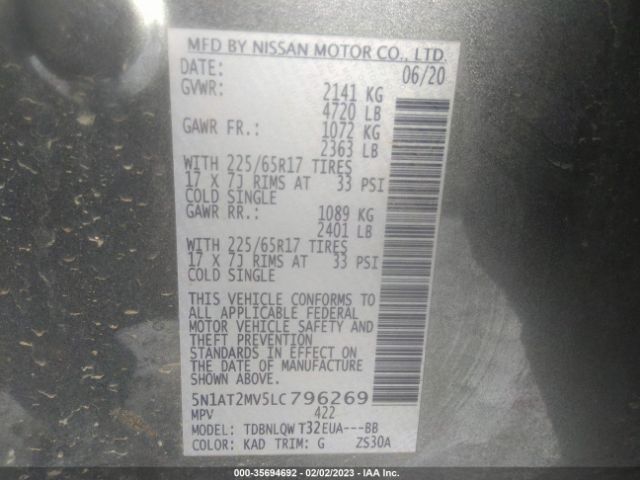 MFD BY NISSAN MOTOR CO., LTD.
DATE: 06/20
GVWR: 2141 KG
4720 LB
GAWR FR.: 1072 KG
2363 LB
WITH 225/65R17 TIRES
17 X 7J RIMS AT 33 PSI
COLD SINGLE
GAWR RR.: 1089 KG
2401 LB
WITH 225/65R17 TIRES
17 X 7J RIMS AT 33 PSI
COLD SINGLE
THIS VEHICLE CONFORMS TO
ALL APPLICABLE FEDERAL
MOTOR VEHICLE SAFETY AND
THEFT PREVENTION
STANDARDS IN EFFECT ON
THE DATE OF MANUFACTURE
SHOWN ABOVE.
5N1AT2MV5LC796269
MPV 422
MODEL: TDBNLQW T32EUA---BB
COLOR: KAD TRIM: G ZS30A
000-35694692 - 02/02/2023 - IAAI.COM